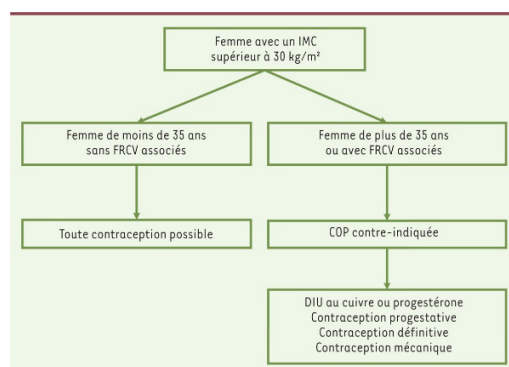 Femme avec un IMC
supérieur à 30 kg/m²
Femme de moins de 35 ans
sans FRCV associés
Femme de plus de 35 ans
ou avec FRCV associés
Toute contraception possible
COP contre-indiquée
DIU au cuivre ou progestérone
Contraception progestative
Contraception définitive
Contraception mécanique